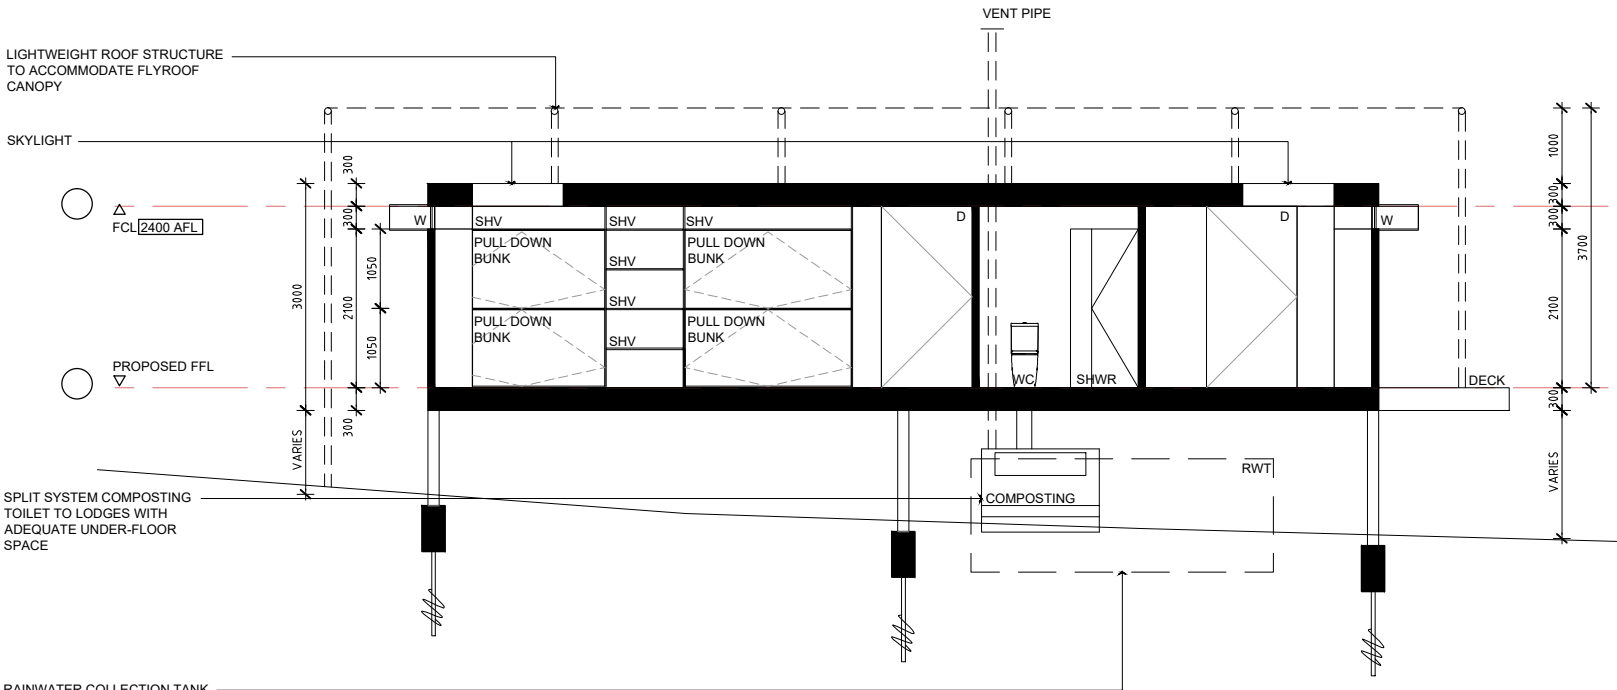 VENT PIPE
LIGHTWEIGHT ROOF STRUCTURE
TO ACCOMMODATE FLYROOF
CANOPY
SKYLIGHT
FCL 2400 AFL
PROPOSED FFL
300
300
3000
1050
2100
1050
300
VARIES
W
SHV
SHV
SHV
D
D
W
PULL DOWN
BUNK
SHV
PULL DOWN
BUNK
SHV
PULL DOWN
BUNK
SHV
PULL DOWN
BUNK
WC
SHWR
DECK
1000
300
300
3700
2100
300
VARIES
RWT
COMPOSTING
SPLIT SYSTEM COMPOSTING
TOILET TO LODGES WITH
ADEQUATE UNDER-FLOOR
SPACE
RAINWATER COLLECTION TANK